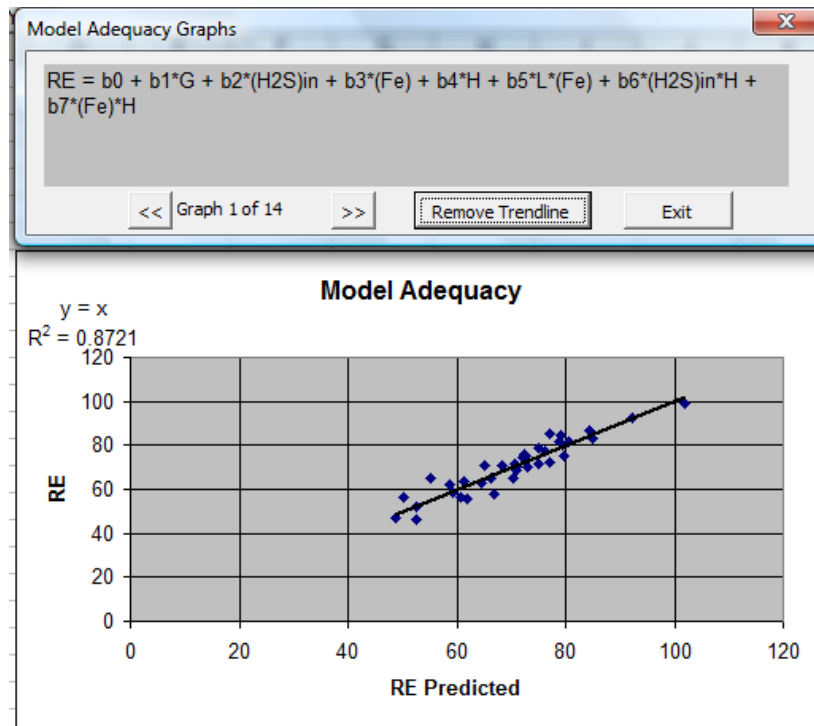 Model Adequacy Graphs
x
RE = b0 + b1*G + b2*(H2S)in + b3*(Fe) + b4*H + b5*L*(Fe) + b6*(H2S)in*H +
b7*(Fe)*H
<< Graph 1 of 14 >> Remove Trendline Exit
Model Adequacy
y = x
R² = 0.8721
120
100
80
60
40
20
0
RE
0 20 40 60 80 100 120
RE Predicted